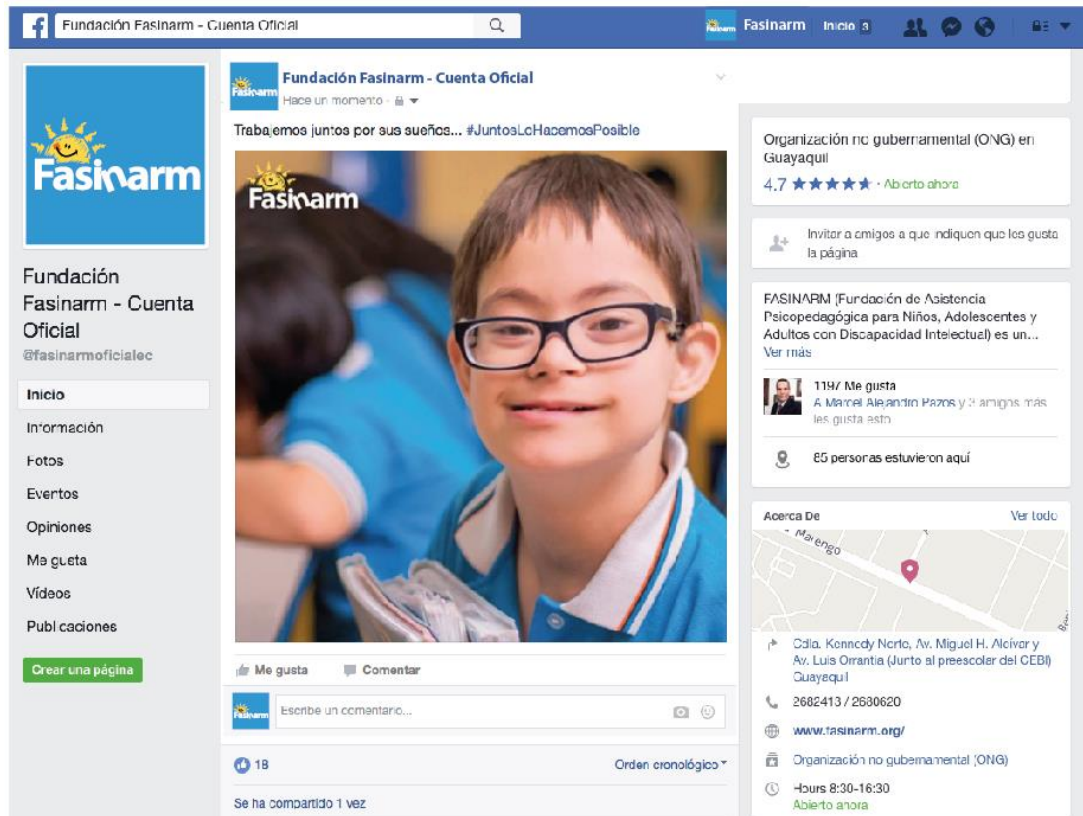 Fundación Fasinarm - Cuenta Oficial
Fasinarm
Inicio 3
Fasinarm
Fundación
Fasinarm - Cuenta
Oficial
@fasinarmoficialec
Inicio
Información
Fotos
Eventos
Opiniones
Me gusta
Vídeos
Publicaciones
Crear una página
Fasinarm
Fundación Fasinarm - Cuenta Oficial
Hace un momento
Trabajemos juntos por sus sueños... #JuntosLoHacemosPosible
Fasinarm
Me gusta
Comentar
Fasinarm
Escribe un comentario...
18
Orden cronológico
Se ha compartido 1 vez
Organización no gubernamental (ONG) en
Guayaquil
4.7 ★★★★★ · Abierto ahora
Invitar a amigos a que indiquen que les gusta
la página
FASINARM (Fundación de Asistencia
Psicopedagógica para Niños, Adolescentes y
Adultos con Discapacidad Intelectual) es un...
Ver más
1197 Me gusta
A Marcel Alejandro Pazos y 3 amigos más
les gusta esto
85 personas estuvieron aquí
Acerca De
Ver todo
Marengo
Cdla. Kennedy Norte, Av. Miguel H. Alcívar y
Av. Luis Orrantia (Junto al preescolar del CEBI)
Guayaquil
2682413 / 2680620
www.fasinarm.org/
Organización no gubernamental (ONG)
Hours 8:30-16:30
Abierto ahora